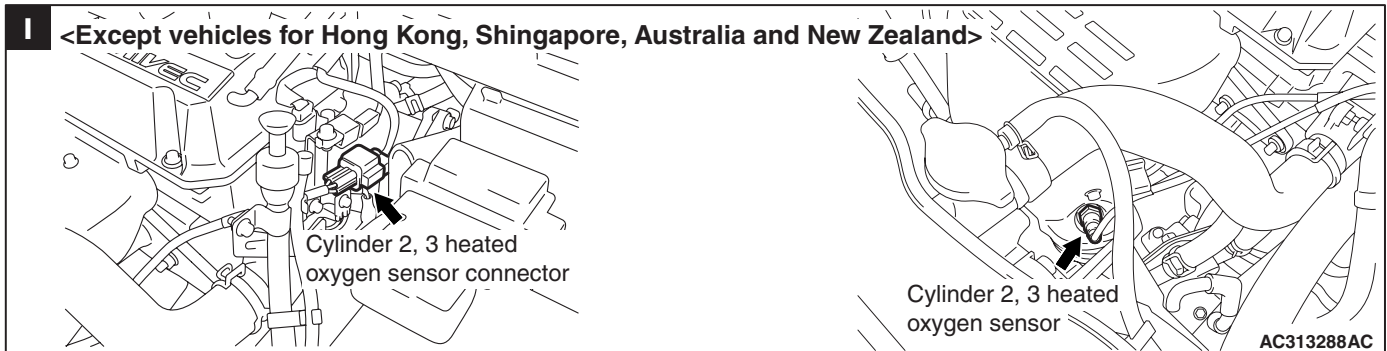 I
<Except vehicles for Hong Kong, Shingapore, Australia and New Zealand>
MIVEC
Cylinder 2, 3 heated
oxygen sensor connector
Cylinder 2, 3 heated
oxygen sensor
AC313288AC